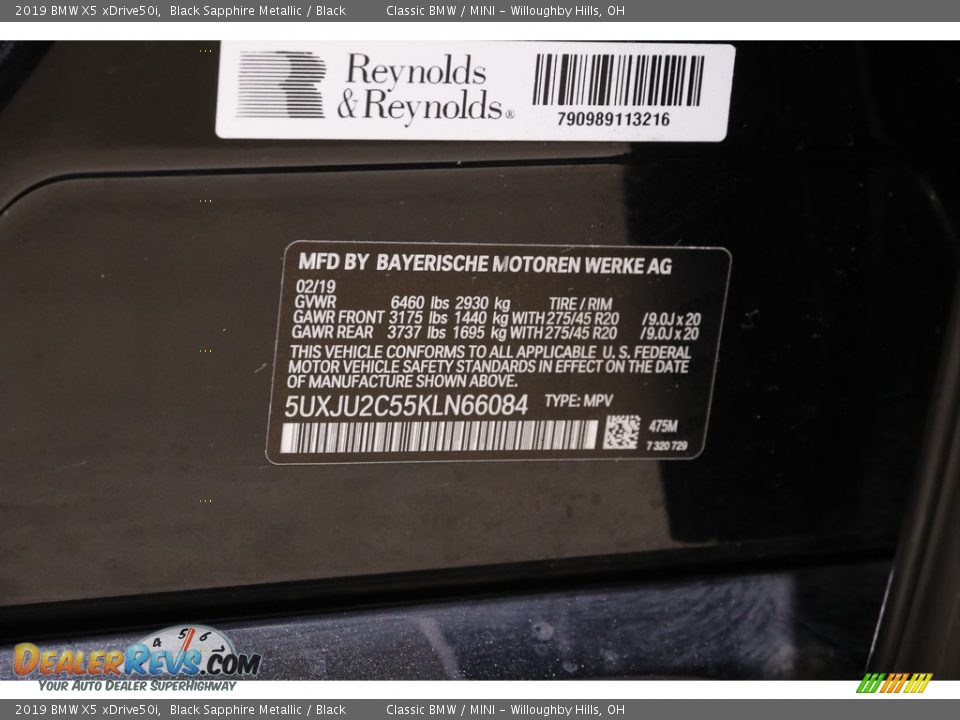 2019 BMW X5 xDrive50i, Black Sapphire Metallic / Black Classic BMW / MINI - Willoughby Hills, OH
Reynolds
& Reynolds®
790989113216
MFD BY BAYERISCHE MOTOREN WERKE AG
02/19
GVWR 6460 lbs 2930 kg TIRE / RIM
GAWR FRONT 3175 lbs 1440 kg WITH 275/45 R20 /9.0J x 20
GAWR REAR 3737 lbs 1695 kg WITH 275/45 R20 /9.0J x 20
THIS VEHICLE CONFORMS TO ALL APPLICABLE U. S. FEDERAL
MOTOR VEHICLE SAFETY STANDARDS IN EFFECT ON THE DATE
OF MANUFACTURE SHOWN ABOVE.
5UXJU2C55KLN66084 TYPE: MPV
475M
7 320 729
4 5 6
DEALERREVS.COM
YOUR AUTO DEALER SUPERHIGHWAY
2019 BMW X5 xDrive50i, Black Sapphire Metallic / Black Classic BMW / MINI - Willoughby Hills, OH